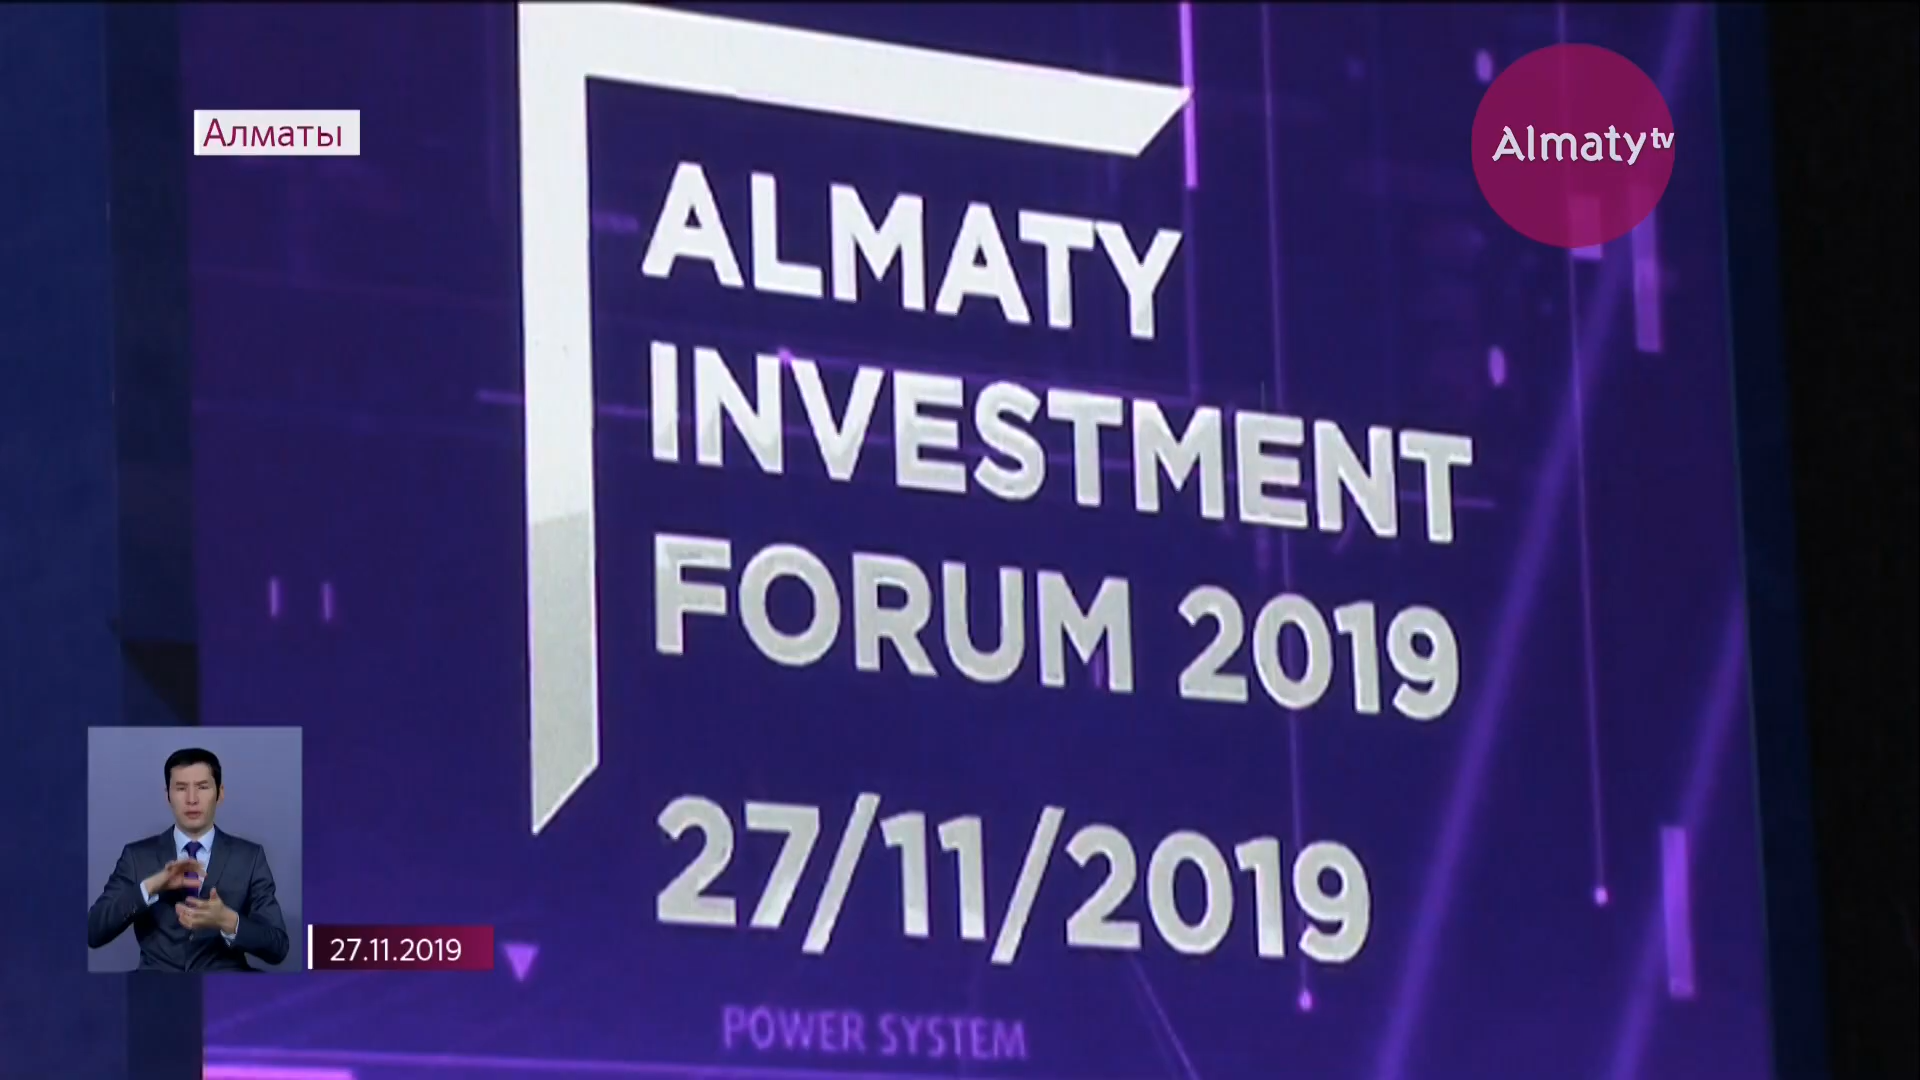 Алматы
Almaty tv
ALMATY
INVESTMENT
FORUM 2019
27/11/2019
27.11.2019
POWER SYSTEM